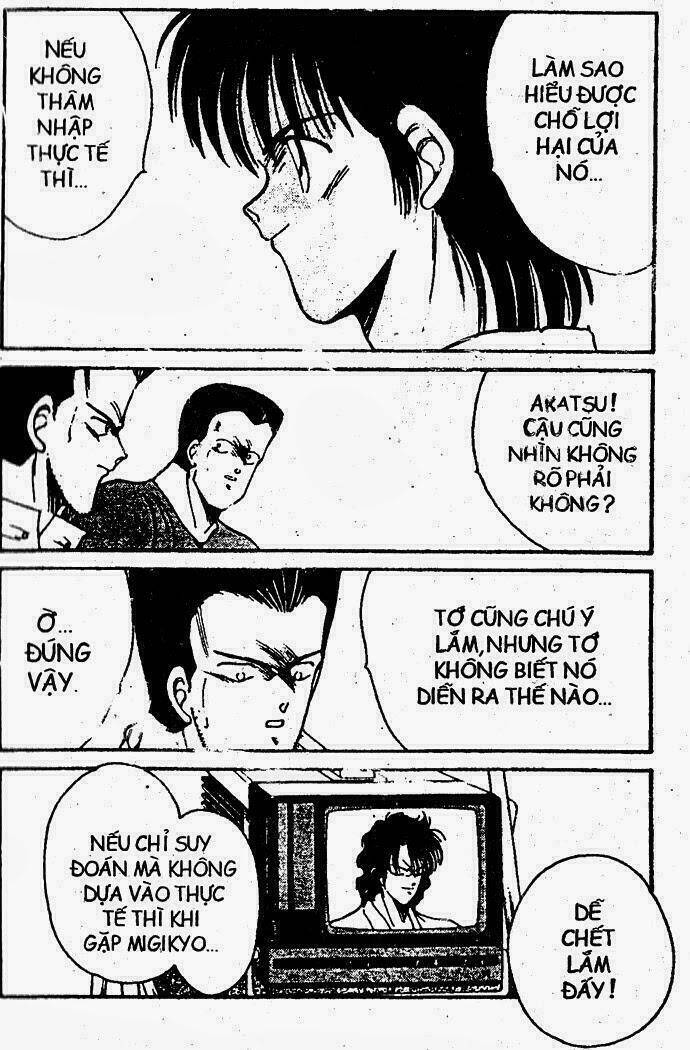 NẾU
KHÔNG
THÂM
NHẬP
THỰC TẾ
THÌ...
LÀM SAO
HIỂU ĐƯỢC
CHỖ LỢI
HẠI CỦA
NÓ...
AKATSU!
CẬU CŨNG
NHÌN KHÔNG
RÕ PHẢI
KHÔNG?
Ờ...
ĐÚNG
VẬY.
TỚ CŨNG CHÚ Ý
LẮM, NHƯNG TỚ
KHÔNG BIẾT NÓ
DIỄN RA THẾ NÀO...
NẾU CHỈ SUY
ĐOÁN MÀ KHÔNG
DỰA VÀO THỰC
TẾ THÌ KHI
GẶP MIGIKYO...
DỄ
CHẾT
LẮM
ĐẤY!